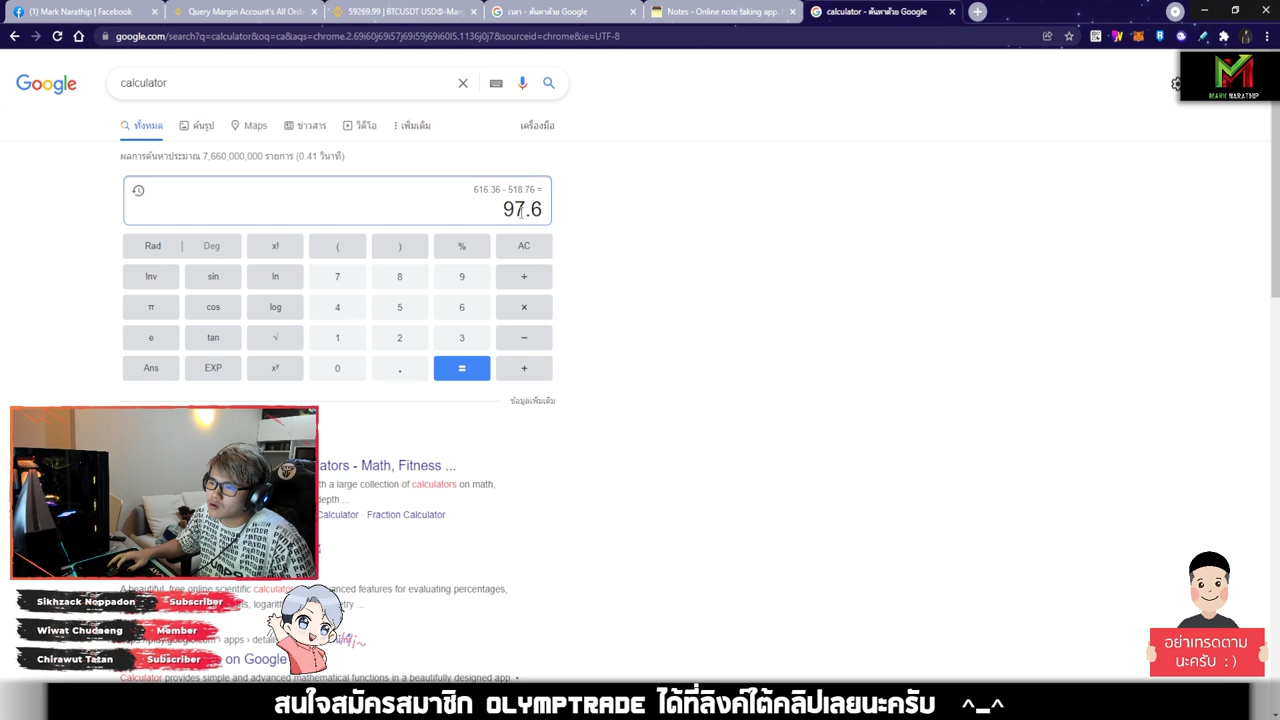 (1) Mark Narathip | Facebook
Query Margin Account's All Ord
59269.99 | BTCUSDT USDⓈ-Mar
เวลา - ค้นหาด้วย Google
Notes - Online note taking app.
calculator - ค้นหาด้วย Google
google.com/search?q=calculator&oq=ca&aqs=chrome.2.69i60j69i57j69i59j69i60l5.1136j0j7&sourceid=chrome&ie=UTF-8
Google
calculator
MARK NARATHIP
ทั้งหมด
ค้นรูป
Maps
ข่าวสาร
วิดีโอ
เพิ่มเติม
เครื่องมือ
ผลการค้นหาประมาณ 7,660,000,000 รายการ (0.41 วินาที)
616.36 - 518.76 =
97.6
Rad | Deg x! ( ) % AC
Inv sin ln 7 8 9 ÷
π cos log 4 5 6 ×
e tan √ 1 2 3 −
Ans EXP xʸ 0 . = +
ข้อมูลเพิ่มเติม
ators - Math, Fitness ...
th a large collection of calculators on math,
depth ...
Calculator · Fraction Calculator
A beautiful, free online scientific calculator
anced features for evaluating percentages,
Sikhzack Noppadon Subscriber
Wiwat Chudaeng Member
› apps › details
Chirawut Tatan Subscriber
on Google
Calculator provides simple and advanced mathematical functions in a beautifully designed app. •
อย่าเทรดตาม
นะครับ : )
สนใจสมัครสมาชิก OLYMPTRADE ได้ที่ลิงค์ใต้คลิปเลยนะครับ ^_^